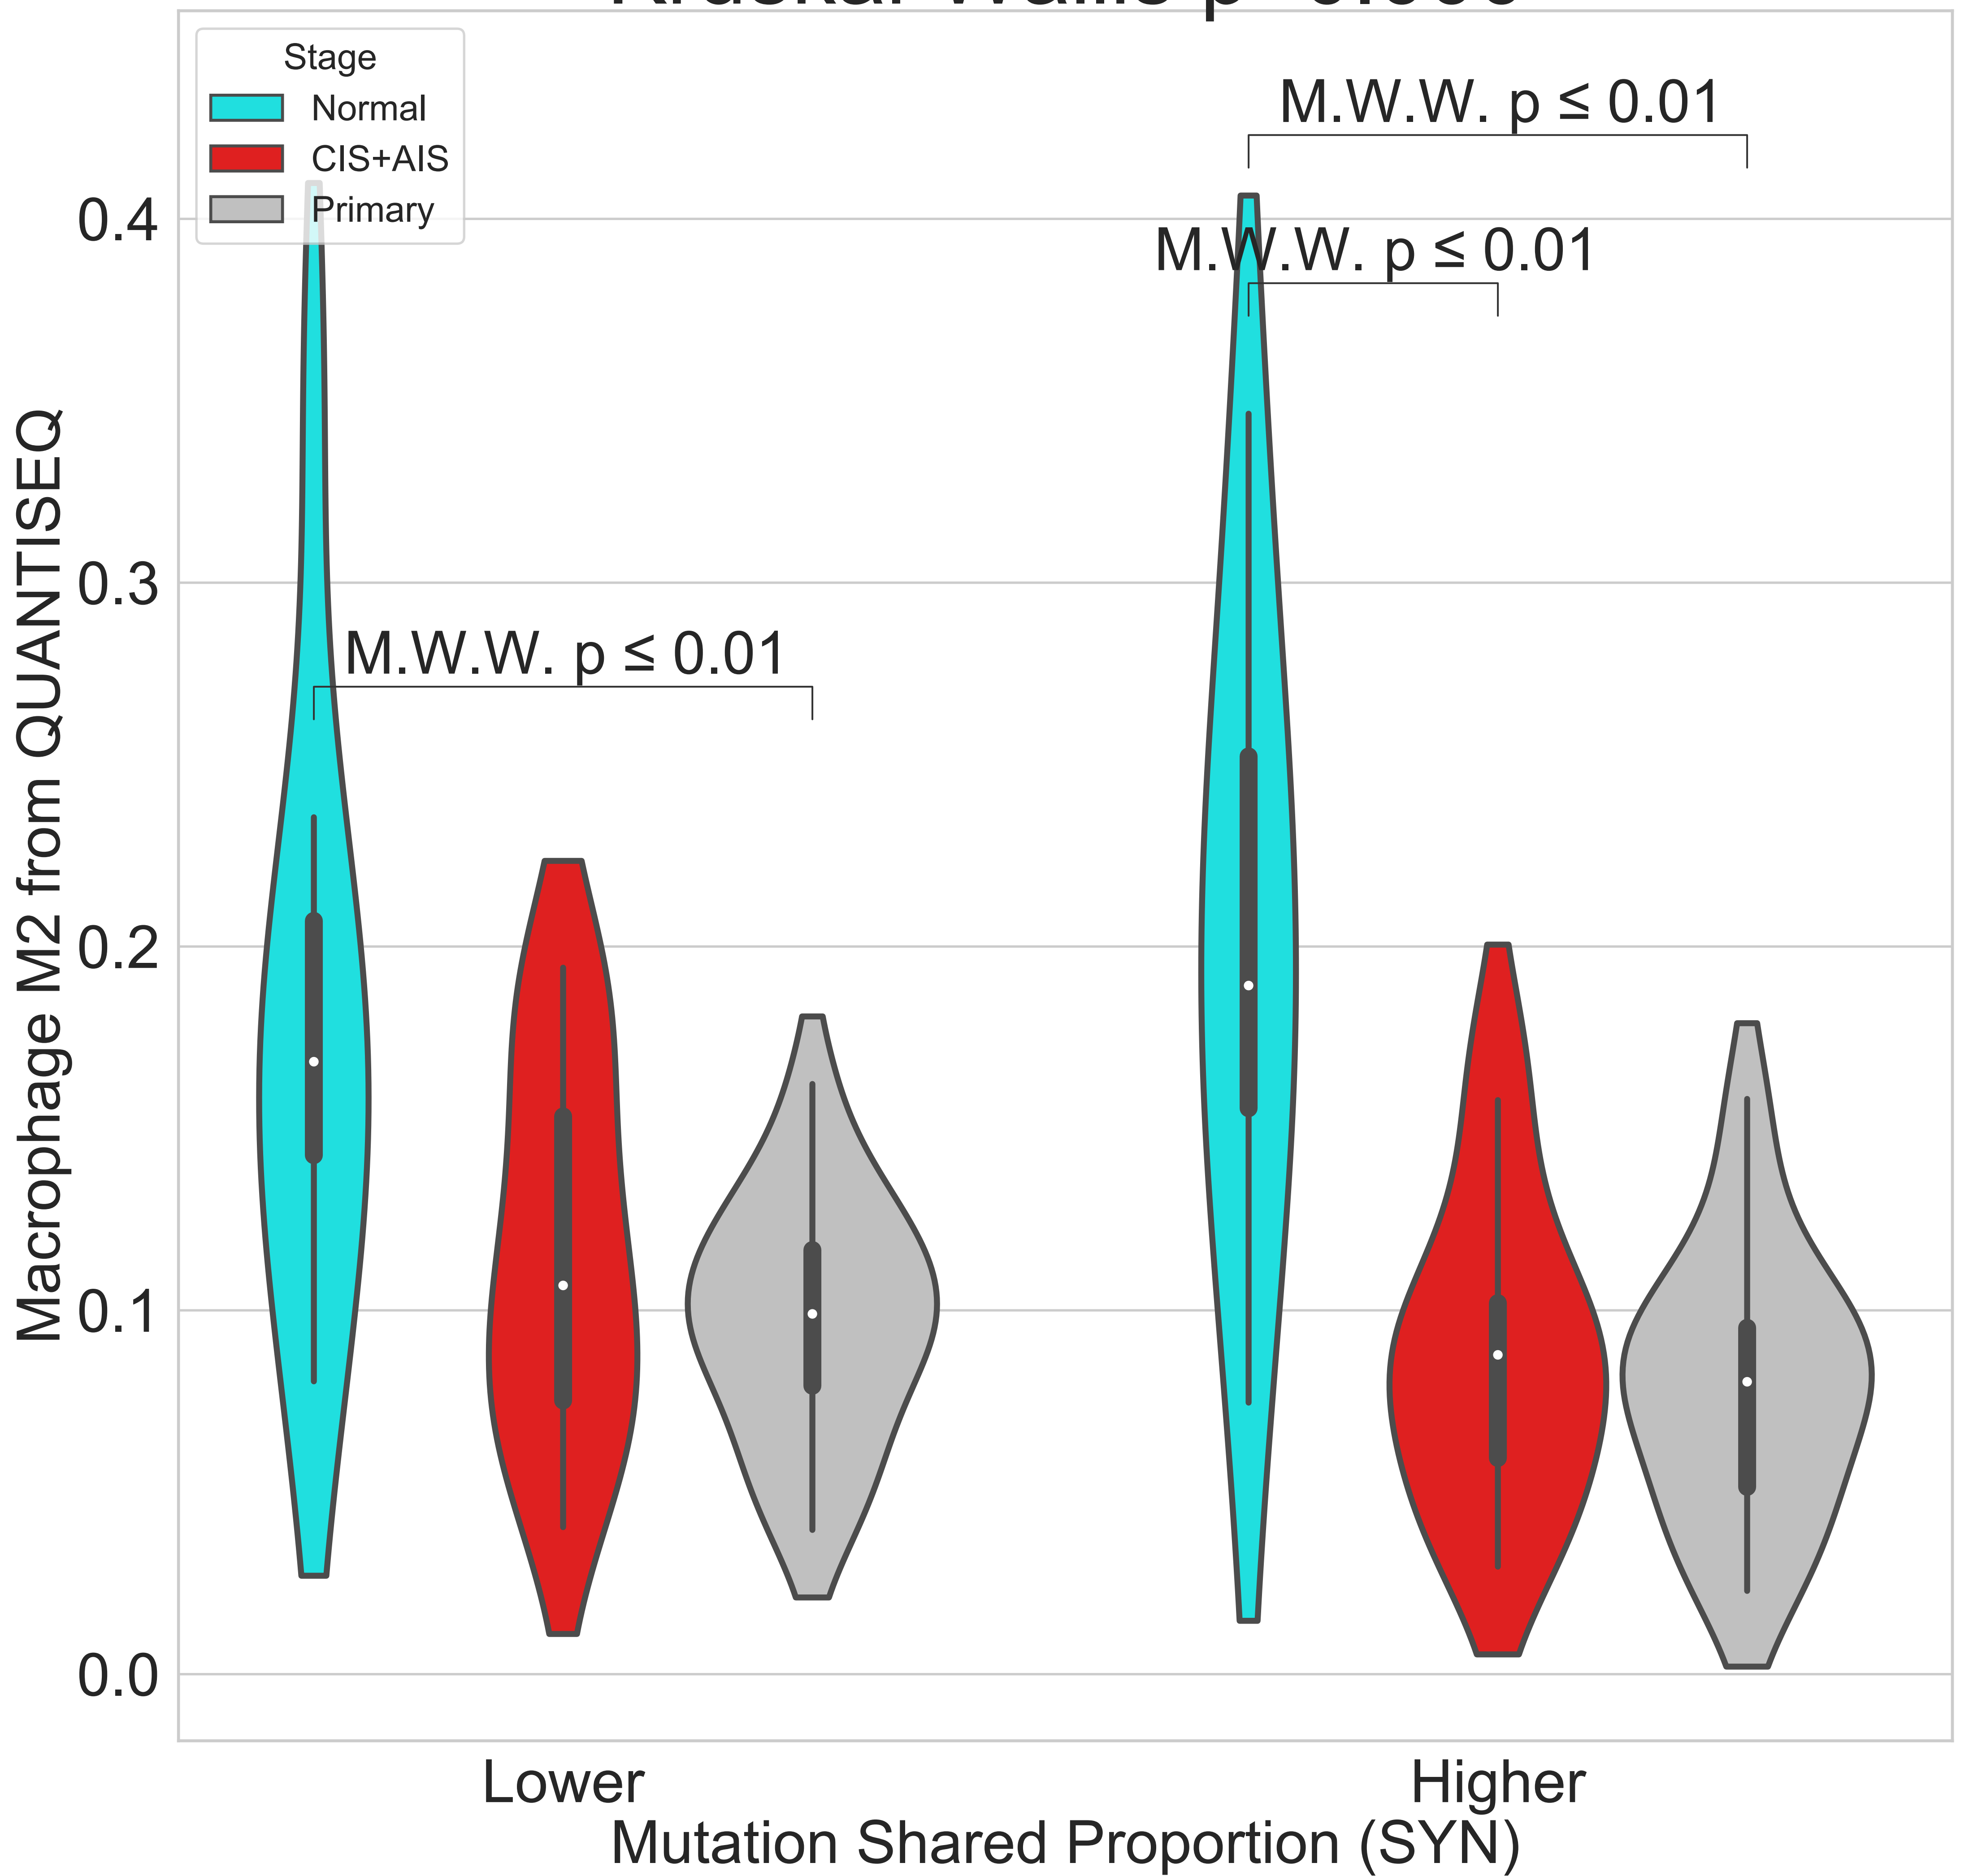 Stage
Normal
CIS+AIS
Primary
M.W.W. p ≤ 0.01
M.W.W. p ≤ 0.01
M.W.W. p ≤ 0.01
Macrophage M2 from QUANTISEQ
0.4
0.3
0.2
0.1
0.0
Lower
Higher
Mutation Shared Proportion (SYN)